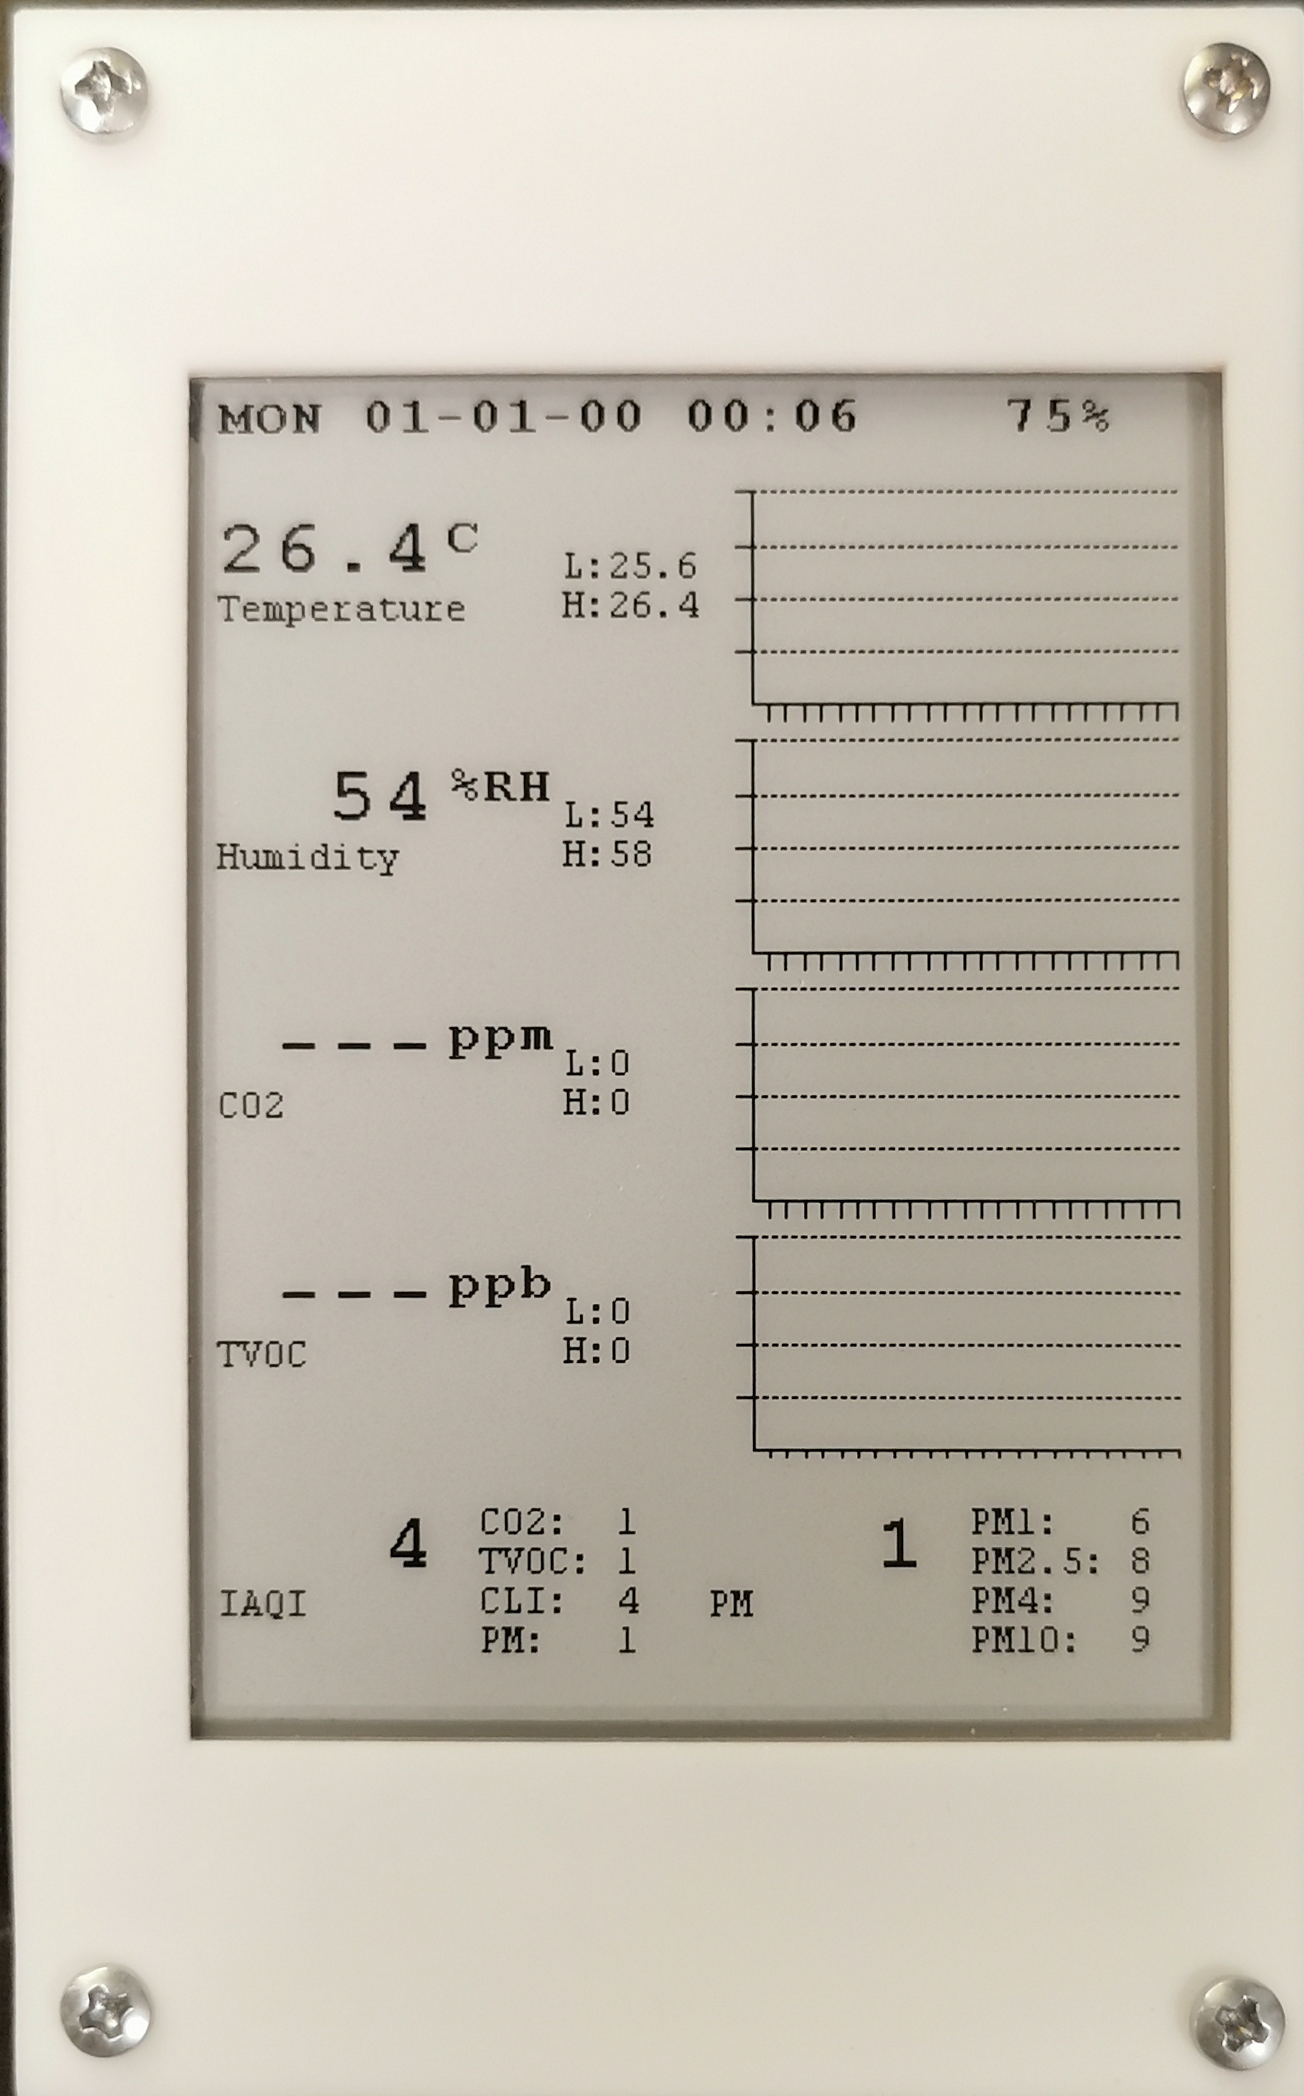 MON 01-01-00 00:06 75%
26.4 C
L:25.6
Temperature H:26.4
54 %RH
L:54
Humidity H:58
--- ppm
L:0
CO2 H:0
--- ppb
L:0
TVOC H:0
4
IAQI
CO2: 1
TVOC: 1
CLI: 4
PM: 1
1
PM
PM1: 6
PM2.5: 8
PM4: 9
PM10: 9